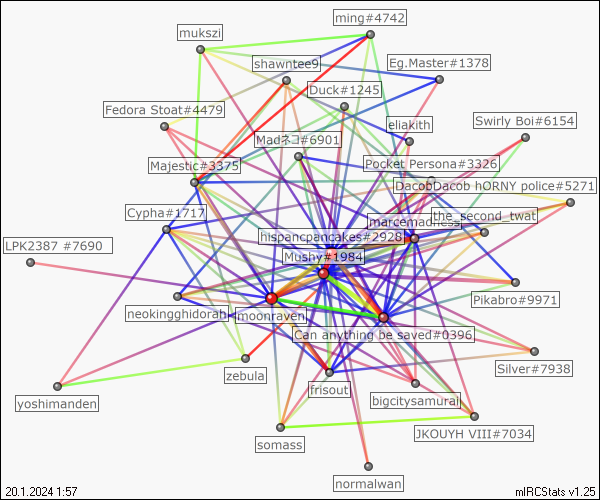 ming#4742
mukszi
shawntee9
Eg.Master#1378
Duck#1245
Fedora Stoat#4479
Swirly Boi#6154
eliakith
Madネコ#6901
Pocket Persona#3326
Majestic#3375
DacobDacob hORNY police#5271
Cypha#1717
the_second_twat
marcemadness
hispancpancakes#2928
LPK2387 #7690
Mushy#1984
Pikabro#9971
neokingghidorah
moonraven
Can anything be saved#0396
Silver#7938
zebula
frisout
bigcitysamurai
yoshimanden
JKOUYH VIII#7034
somass
normalwan
20.1.2024 1:57
mIRCStats v1.25